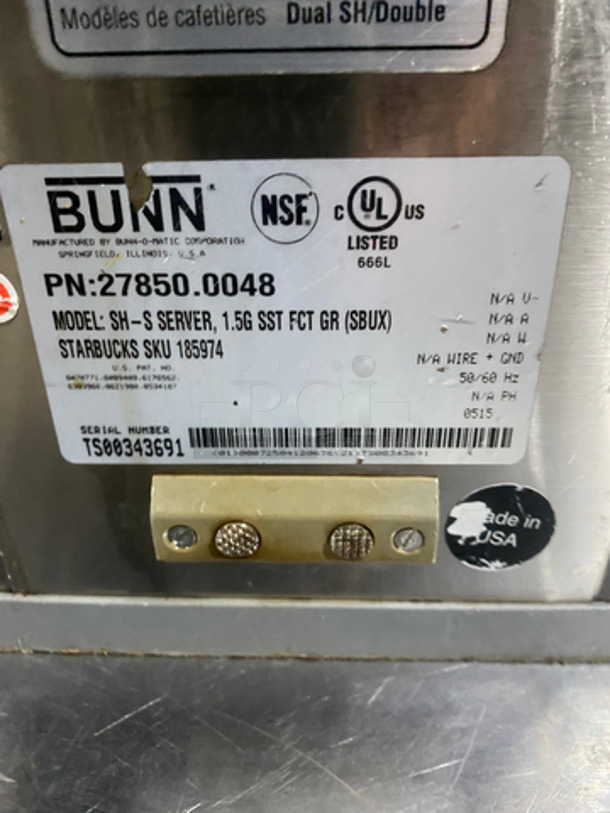 Modèles de cafetières Dual SH/Double
BUNN
NSF
C UL US
LISTED
666L
MANUFACTURED BY BUNN-O-MATIC CORPORATION
SPRINGFIELD, ILLINOIS, U.S.A
PN:27850.0048
MODEL: SH-S SERVER, 1.5G SST FCT GR (SBUX)
STARBUCKS SKU 185974
N/A V~
N/A A
N/A W
N/A WIRE + GND
50/60 Hz
N/A PH
0515
U.S. PAT. NO.
SERIAL NUMBER
TS00343691
PCI
ade in
USA